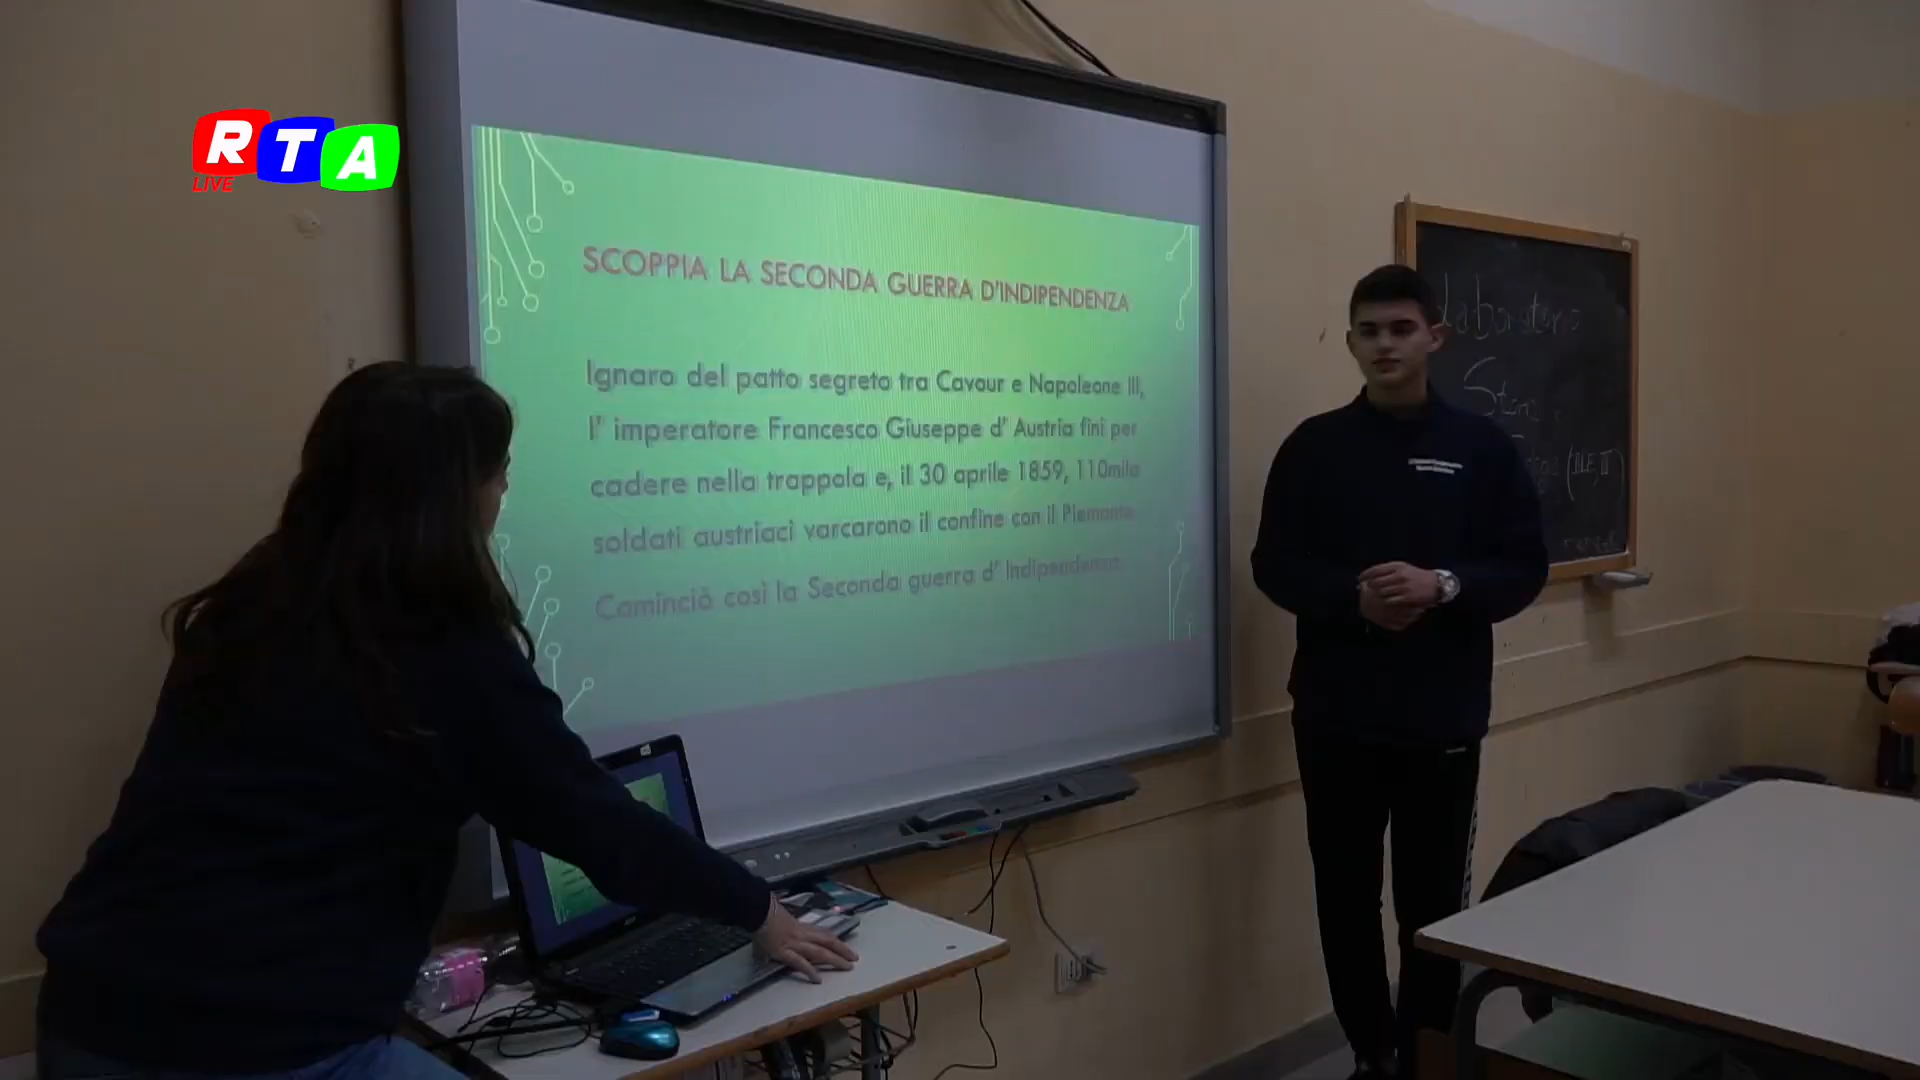 RTA
LIVE
SCOPPIA LA SECONDA GUERRA D'INDIPENDENZA
Ignaro del patto segreto tra Cavour e Napoleone III,
l' imperatore Francesco Giuseppe d' Austria finì per
cadere nella trappola e, il 30 aprile 1859, 110mila
soldati austriaci varcarono il confine con il Piemonte.
Cominciò così la Seconda guerra d' Indipendenza.
Laboratorio
Storia